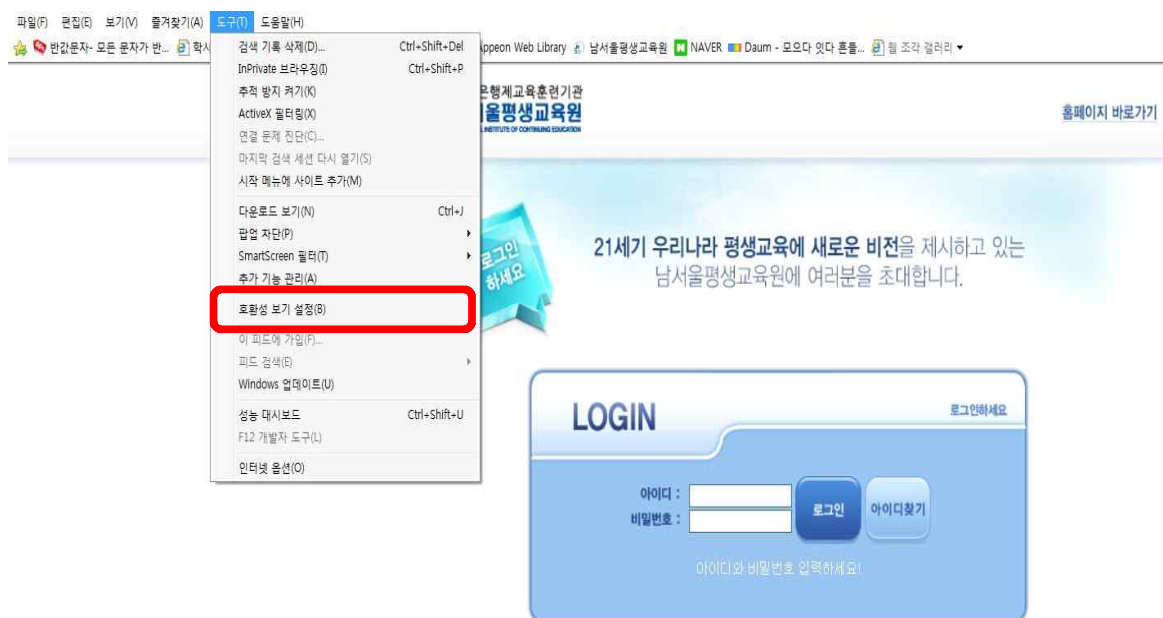 파일(F) 편집(E) 보기(V) 즐겨찾기(A) 도구(T) 도움말(H)
반값문자- 모든 문자가 반... 학사 Appeon Web Library 남서울평생교육원 NAVER Daum - 모으다 잇다 흔들... 웹 조각 갤러리
검색 기록 삭제(D)... Ctrl+Shift+Del
InPrivate 브라우징(I) Ctrl+Shift+P
추적 방지 켜기(K)
ActiveX 필터링(X)
연결 문제 진단(C)...
마지막 검색 세션 다시 열기(S)
시작 메뉴에 사이트 추가(M)
다운로드 보기(N) Ctrl+J
팝업 차단(P)
SmartScreen 필터(T)
추가 기능 관리(A)
호환성 보기 설정(B)
이 피드에 가입(F)...
피드 검색(E)
Windows 업데이트(U)
성능 대시보드 Ctrl+Shift+U
F12 개발자 도구(L)
인터넷 옵션(O)
은행제교육훈련기관
울평생교육원
INSTITUTE OF CONTINUING EDUCATION
홈페이지 바로가기
로그인
하세요
21세기 우리나라 평생교육에 새로운 비전을 제시하고 있는
남서울평생교육원에 여러분을 초대합니다.
LOGIN
로그인하세요
아이디 :
비밀번호 :
로그인
아이디찾기
아이디와 비밀번호 입력하세요!